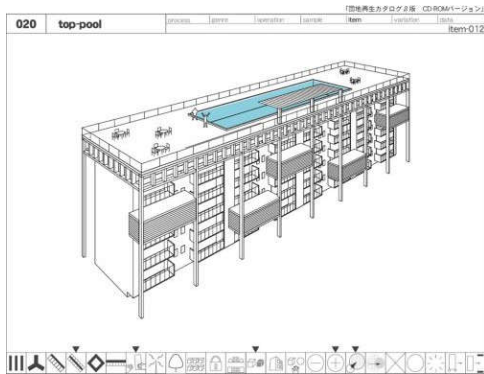 「団地再生カタログβ版 CD-ROMバージョン」
020 top-pool process genre operation sample item variation data
item-012